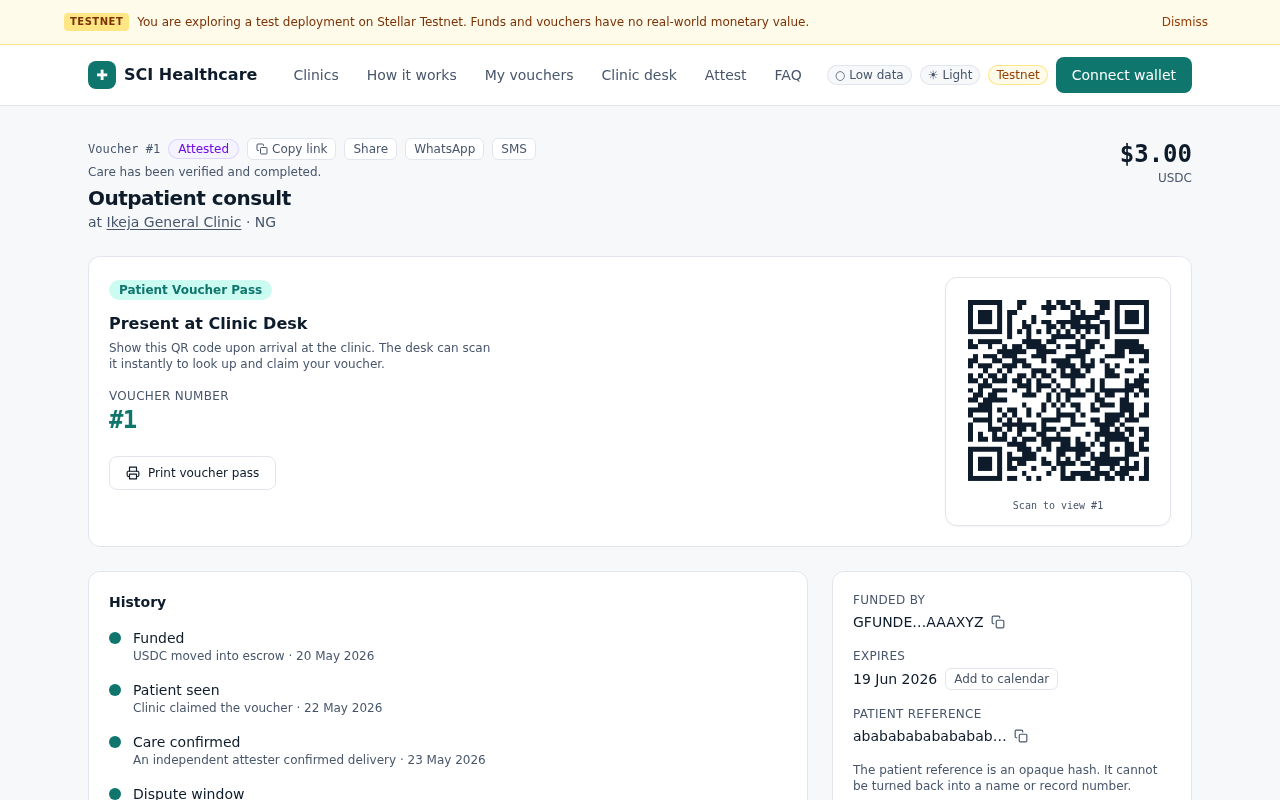 TESTNET You are exploring a test deployment on Stellar Testnet. Funds and vouchers have no real-world monetary value. Dismiss
SCI Healthcare Clinics How it works My vouchers Clinic desk Attest FAQ Low data Light Testnet Connect wallet
Voucher #1 Attested Copy link Share WhatsApp SMS
Care has been verified and completed.
Outpatient consult
at Ikeja General Clinic · NG
$3.00
USDC
Patient Voucher Pass
Present at Clinic Desk
Show this QR code upon arrival at the clinic. The desk can scan
it instantly to look up and claim your voucher.
VOUCHER NUMBER
#1
Print voucher pass
Scan to view #1
History
Funded
USDC moved into escrow · 20 May 2026
Patient seen
Clinic claimed the voucher · 22 May 2026
Care confirmed
An independent attester confirmed delivery · 23 May 2026
Dispute window
FUNDED BY
GFUNDE...AAAXYZ
EXPIRES
19 Jun 2026 Add to calendar
PATIENT REFERENCE
abababababababab...
The patient reference is an opaque hash. It cannot
be turned back into a name or record number.